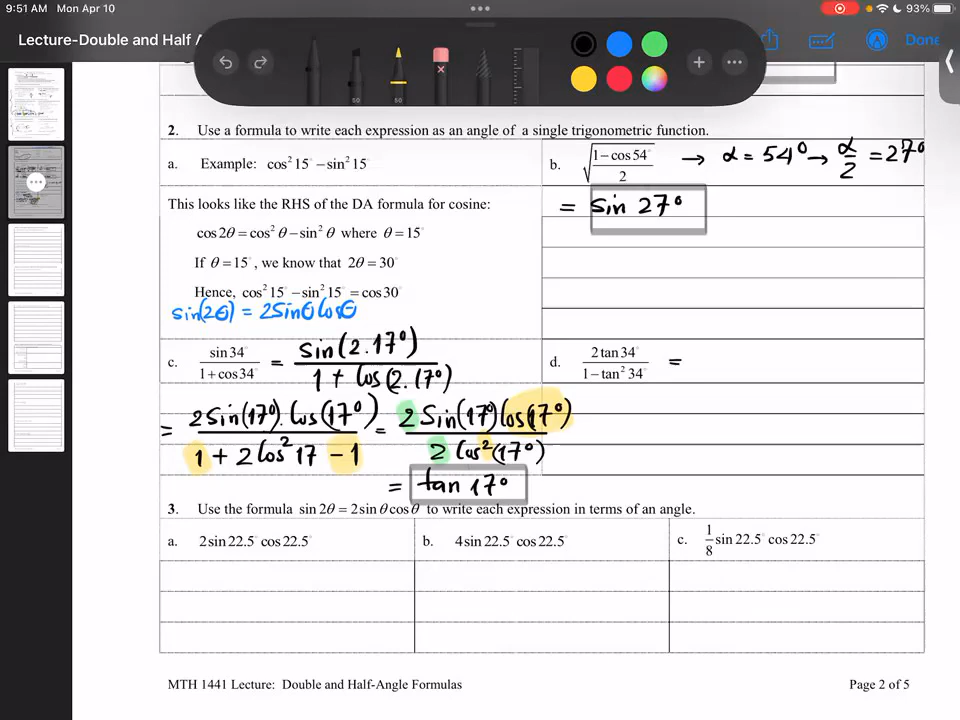 9:51 AM Mon Apr 10
93%
Lecture-Double and Half A
Done
50
50
2. Use a formula to write each expression as an angle of a single trigonometric function.
a. Example: cos² 15° − sin² 15°
b. √((1 − cos 54°)/2) → α = 54° → α/2 = 27°
= sin 27°
This looks like the RHS of the DA formula for cosine:
cos 2θ = cos² θ − sin² θ where θ = 15°
If θ = 15°, we know that 2θ = 30°
Hence, cos² 15° − sin² 15° = cos 30°
sin(2θ) = 2 sinθ cosθ
c. sin 34° / (1 + cos 34°) = sin(2.17°) / (1 + cos(2.17°))
d. 2 tan 34° / (1 − tan² 34°) =
= 2 sin(17°). cos(17°) / (1 + 2 cos² 17 − 1) = 2 sin(17°) cos(17°) / (2 cos²(17°))
= tan 17°
3. Use the formula sin 2θ = 2 sin θ cos θ to write each expression in terms of an angle.
a. 2 sin 22.5° cos 22.5°
b. 4 sin 22.5° cos 22.5°
c. 1/8 sin 22.5° cos 22.5°
MTH 1441 Lecture: Double and Half-Angle Formulas
Page 2 of 5